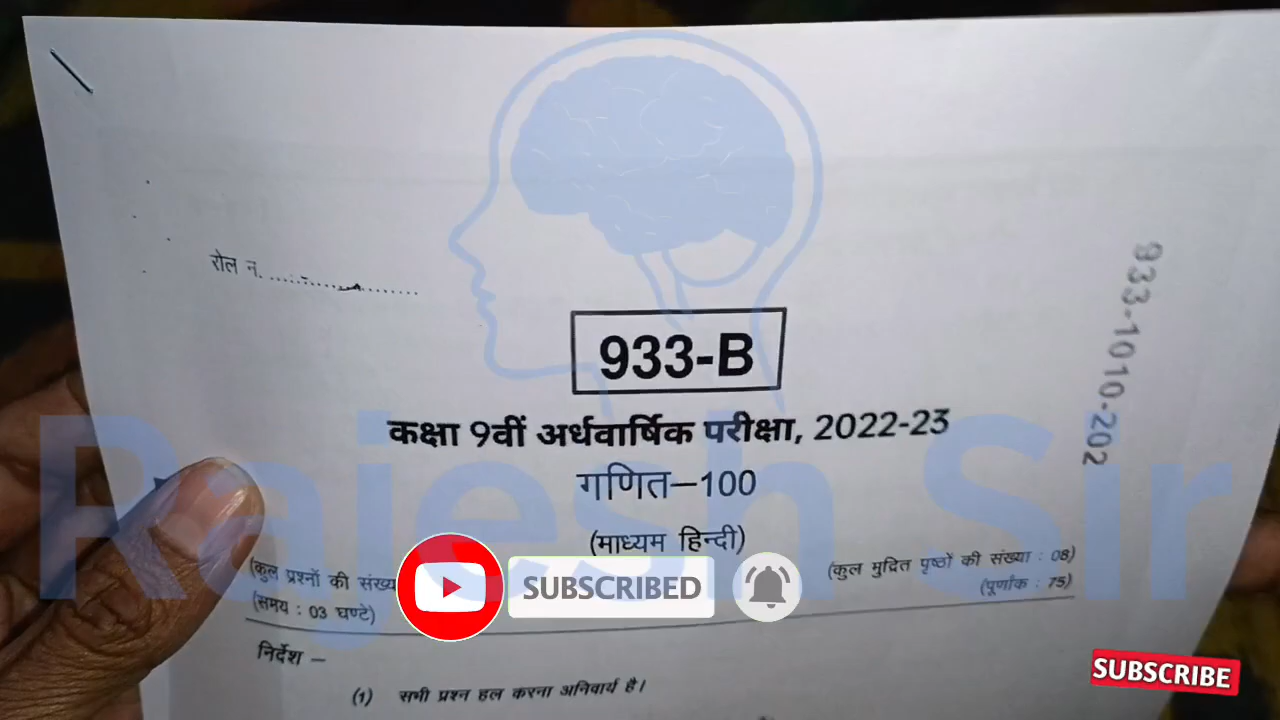 रोल न.
933-B
933-1010-202
कक्षा 9वीं अर्धवार्षिक परीक्षा, 2022-23
गणित–100
(माध्यम हिन्दी)
(कुल प्रश्नों की
(कुल मुद्रित पृष्ठों की संख्या : 08)
(समय : 03 घण्टे)
(पूर्णांक : 75)
Rajesh Sir
SUBSCRIBED
निर्देश –
(1) सभी प्रश्न हल करना अनिवार्य है।
SUBSCRIBE